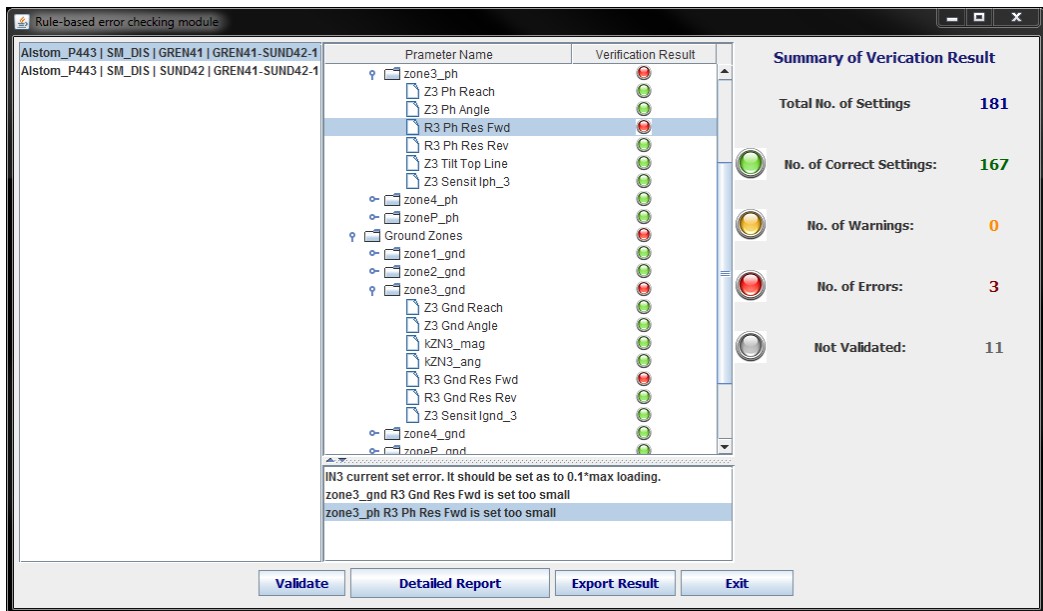 Rule-based error checking module
Alstom_P443 | SM_DIS | GREN41 | GREN41-SUND42-1
Alstom_P443 | SM_DIS | SUND42 | GREN41-SUND42-1
Prameter Name Verification Result
zone3_ph
Z3 Ph Reach
Z3 Ph Angle
R3 Ph Res Fwd
R3 Ph Res Rev
Z3 Tilt Top Line
Z3 Sensit Iph_3
zone4_ph
zoneP_ph
Ground Zones
zone1_gnd
zone2_gnd
zone3_gnd
Z3 Gnd Reach
Z3 Gnd Angle
kZN3_mag
kZN3_ang
R3 Gnd Res Fwd
R3 Gnd Res Rev
Z3 Sensit Ignd_3
zone4_gnd
zoneP_gnd
IN3 current set error. It should be set as to 0.1*max loading.
zone3_gnd R3 Gnd Res Fwd is set too small
zone3_ph R3 Ph Res Fwd is set too small
Summary of Verication Result
Total No. of Settings 181
No. of Correct Settings: 167
No. of Warnings: 0
No. of Errors: 3
Not Validated: 11
Validate Detailed Report Export Result Exit